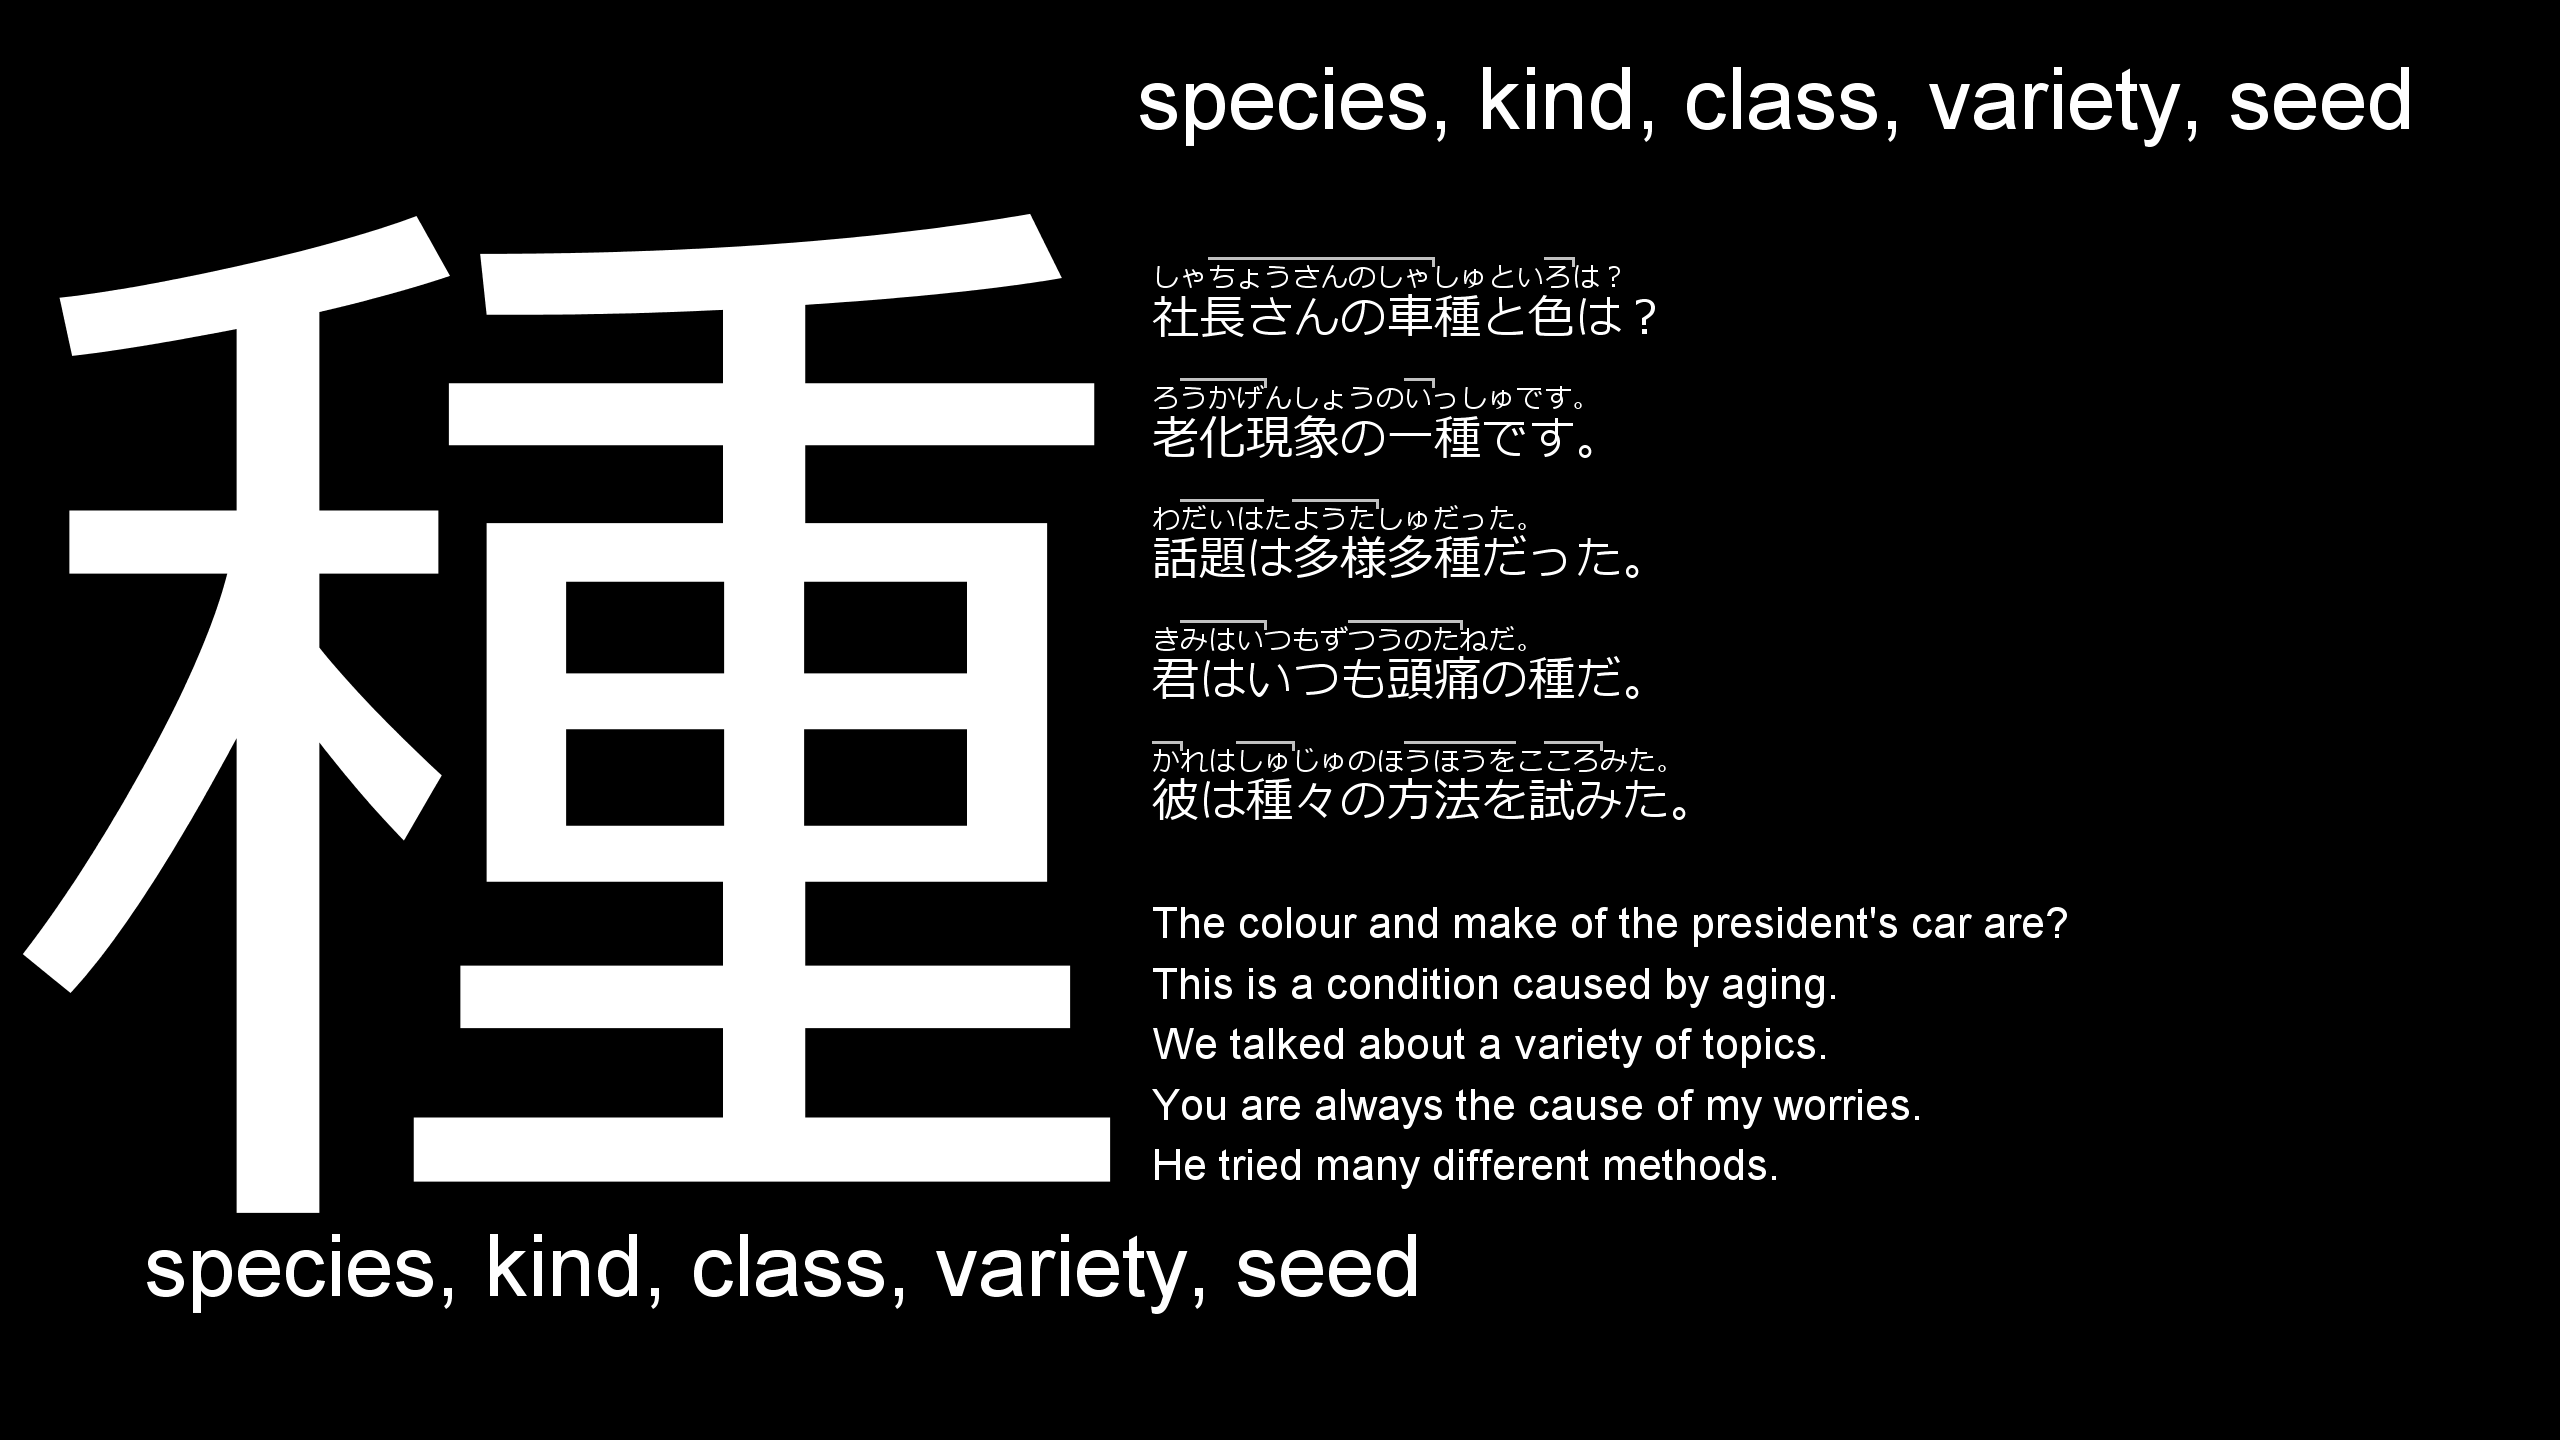 species, kind, class, variety, seed
種
しゃちょうさんのしゃしゅといろは？
社長さんの車種と色は？
ろうかげんしょうのいっしゅです。
老化現象の一種です。
わだいはたようたしゅだった。
話題は多様多種だった。
きみはいつもずつうのたねだ。
君はいつも頭痛の種だ。
かれはしゅじゅのほうほうをこころみた。
彼は種々の方法を試みた。
The colour and make of the president's car are?
This is a condition caused by aging.
We talked about a variety of topics.
You are always the cause of my worries.
He tried many different methods.
species, kind, class, variety, seed